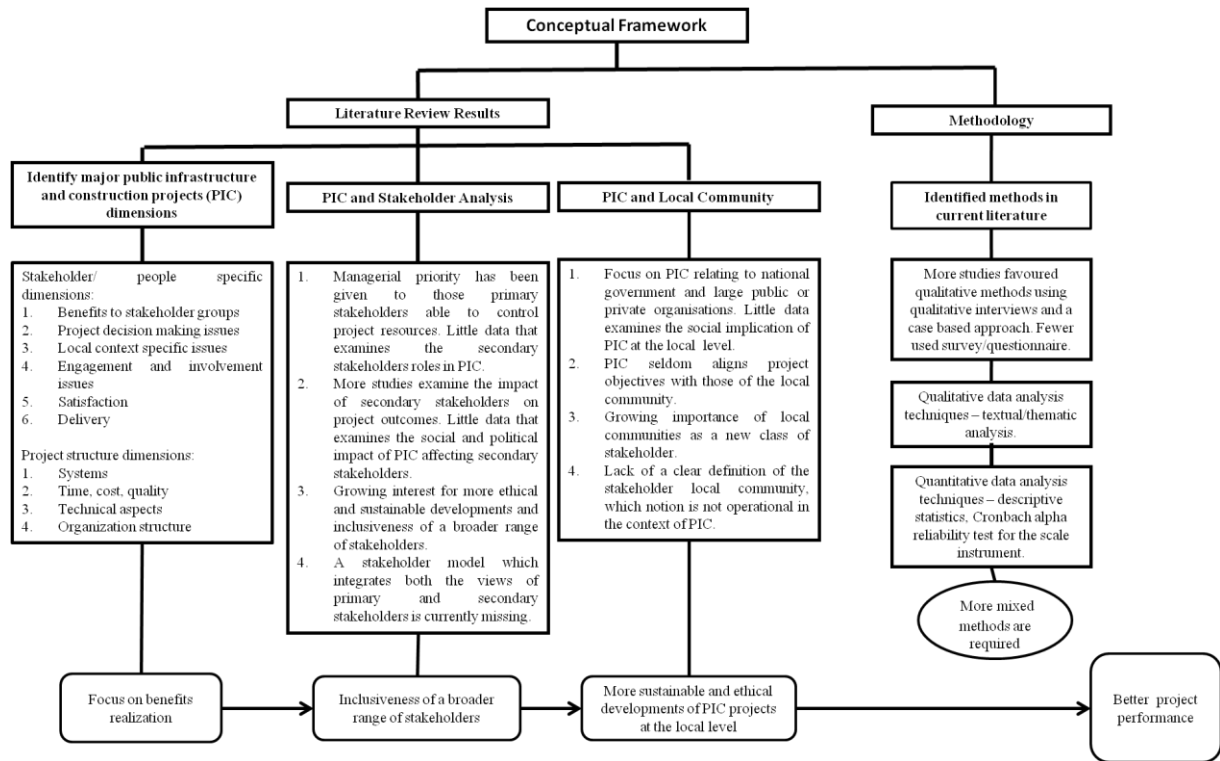 Conceptual Framework
Literature Review Results
Methodology
Identify major public infrastructure
and construction projects (PIC)
dimensions
PIC and Stakeholder Analysis
PIC and Local Community
Identified methods in
current literature
Stakeholder/ people specific
dimensions:
1. Benefits to stakeholder groups
2. Project decision making issues
3. Local context specific issues
4. Engagement and involvement
issues
5. Satisfaction
6. Delivery
Project structure dimensions:
1. Systems
2. Time, cost, quality
3. Technical aspects
4. Organization structure
1. Managerial priority has been
given to those primary
stakeholders able to control
project resources. Little data that
examines the secondary
stakeholders roles in PIC.
2. More studies examine the impact
of secondary stakeholders on
project outcomes. Little data that
examines the social and political
impact of PIC affecting secondary
stakeholders.
3. Growing interest for more ethical
and sustainable developments and
inclusiveness of a broader range
of stakeholders.
4. A stakeholder model which
integrates both the views of
primary and secondary
stakeholders is currently missing.
1. Focus on PIC relating to national
government and large public or
private organisations. Little data
examines the social implication of
PIC at the local level.
2. PIC seldom aligns project
objectives with those of the local
community.
3. Growing importance of local
communities as a new class of
stakeholder.
4. Lack of a clear definition of the
stakeholder local community,
which notion is not operational in
the context of PIC.
More studies favoured
qualitative methods using
qualitative interviews and a
case based approach. Fewer
used survey/questionnaire.
Qualitative data analysis
techniques – textual/thematic
analysis.
Quantitative data analysis
techniques – descriptive
statistics, Cronbach alpha
reliability test for the scale
instrument.
More mixed
methods are
required
Focus on benefits
realization
Inclusiveness of a broader
range of stakeholders
More sustainable and ethical
developments of PIC projects
at the local level
Better project
performance